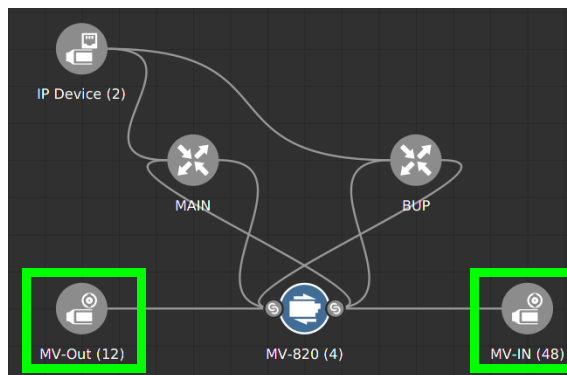 IP Device (2)
MAIN
BUP
MV-Out (12)
MV-820 (4)
MV-IN (48)